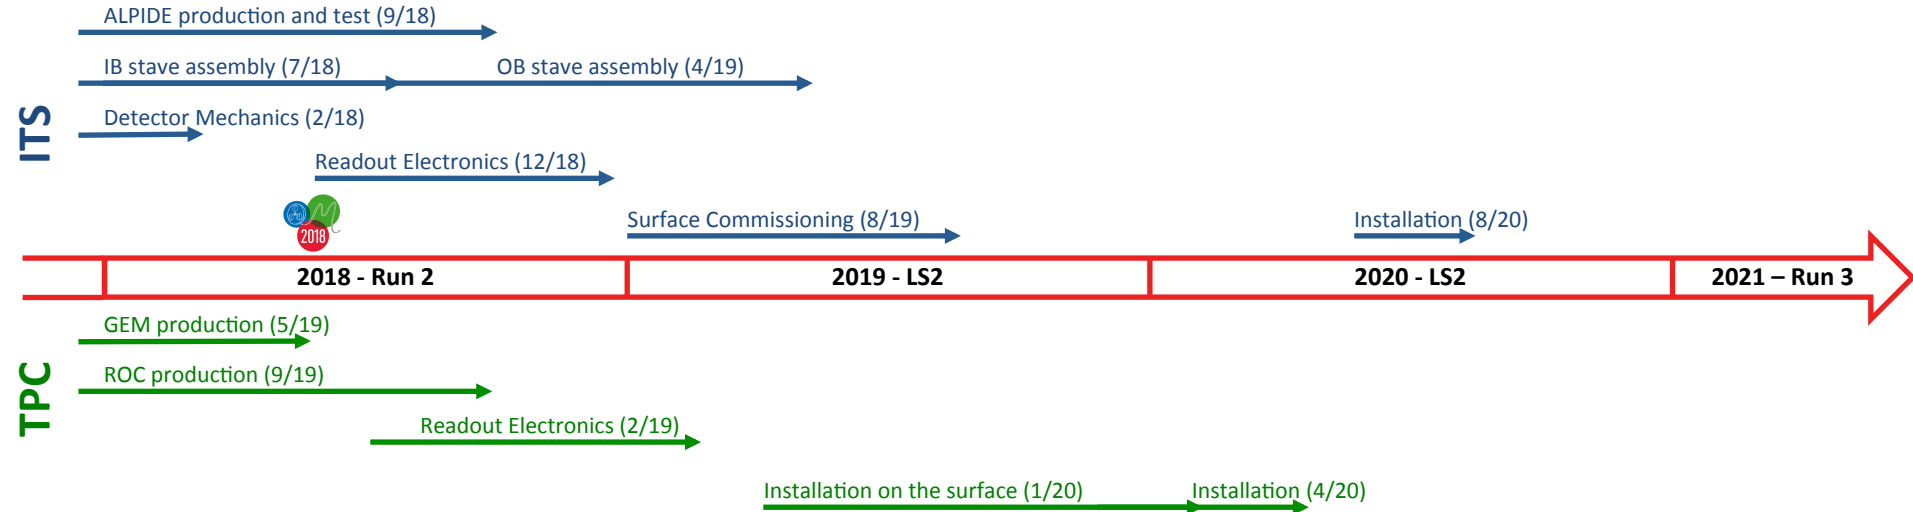 ALPIDE production and test (9/18)
IB stave assembly (7/18)
OB stave assembly (4/19)
Detector Mechanics (2/18)
Readout Electronics (12/18)
ITS
2018
Surface Commissioning (8/19)
Installation (8/20)
2018 - Run 2
2019 - LS2
2020 - LS2
2021 – Run 3
GEM production (5/19)
ROC production (9/19)
TPC
Readout Electronics (2/19)
Installation on the surface (1/20)
Installation (4/20)